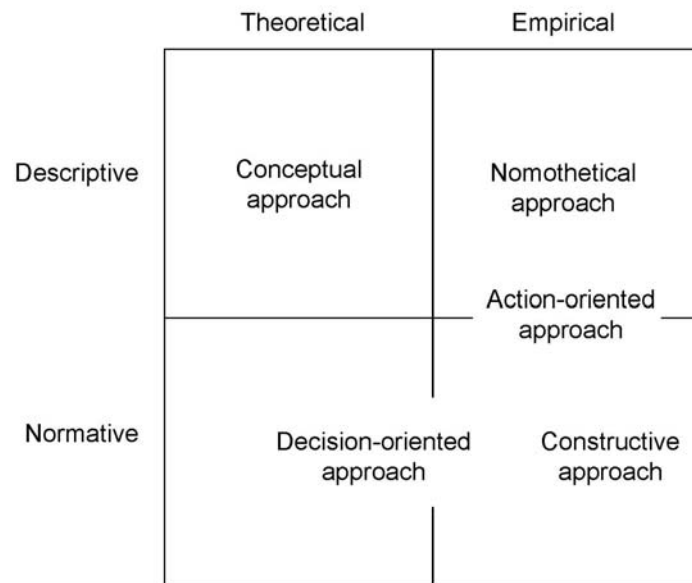 Theoretical Empirical
Descriptive
Conceptual
approach
Nomothetical
approach
Action-oriented
approach
Normative
Decision-oriented
approach
Constructive
approach